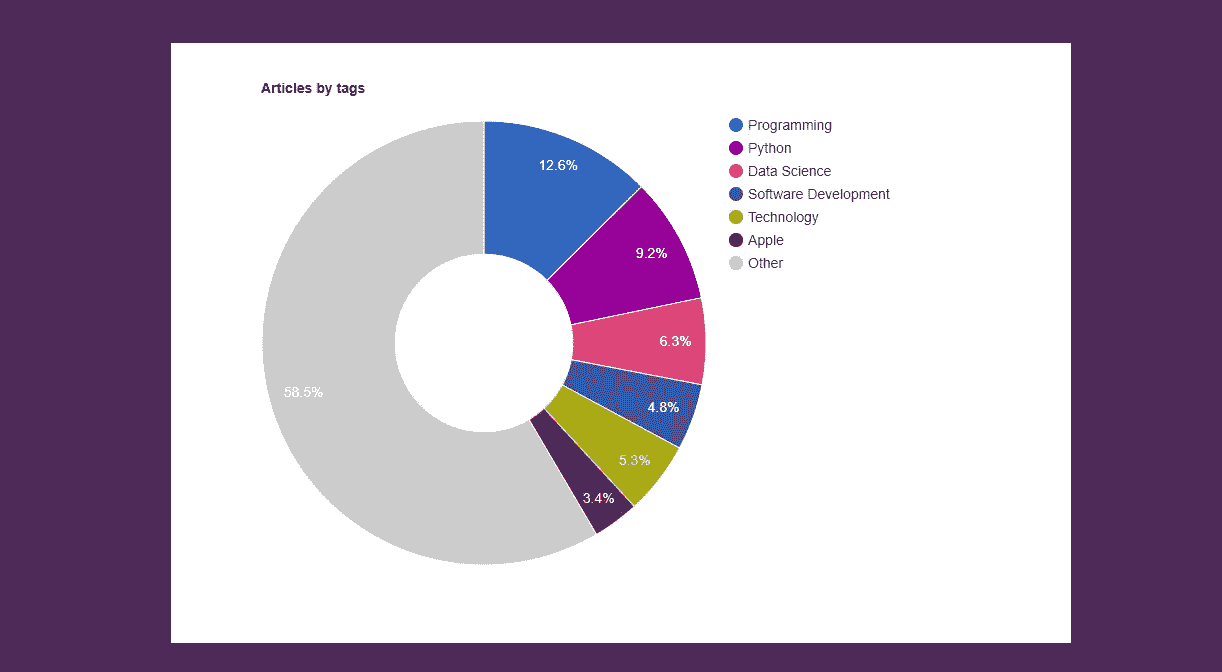 Articles by tags
Programming
Python
Data Science
Software Development
Technology
Apple
Other
12.6%
9.2%
6.3%
4.8%
5.3%
3.4%
58.5%